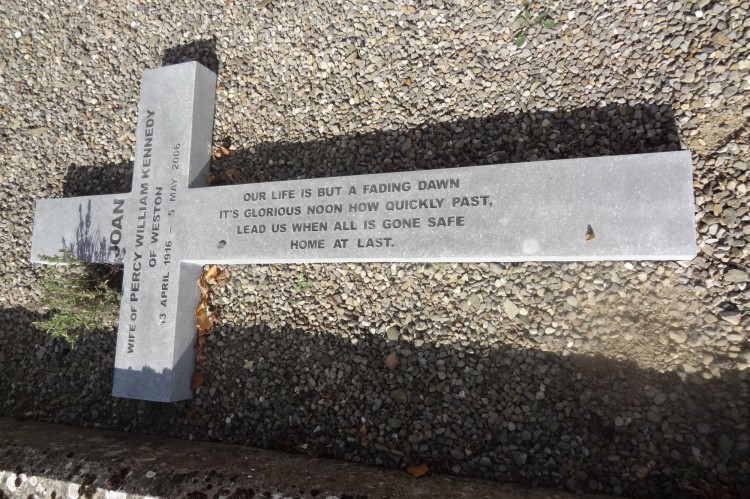 JOAN
WIFE OF PERCY WILLIAM KENNEDY
OF WESTON
13 APRIL 1916 – 5 MAY 2006
OUR LIFE IS BUT A FADING DAWN
IT'S GLORIOUS NOON HOW QUICKLY PAST,
LEAD US WHEN ALL IS GONE SAFE
HOME AT LAST.